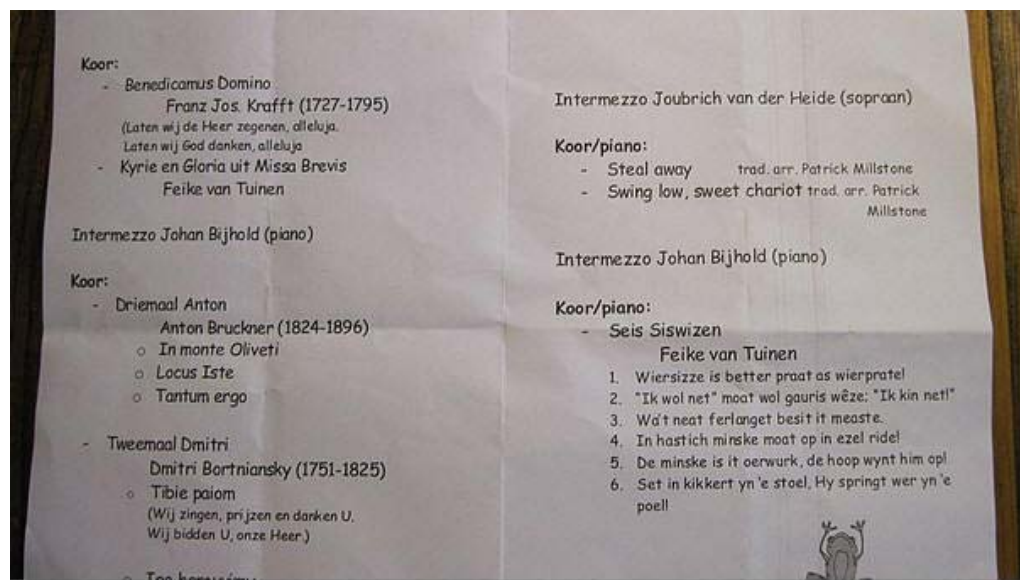 Koor:
- Benedicamus Domino
Franz Jos. Krafft (1727-1795)
(Laten wij de Heer zegenen, alleluja.
Laten wij God danken, alleluja
- Kyrie en Gloria uit Missa Brevis
Feike van Tuinen
Intermezzo Johan Bijhold (piano)
Koor:
- Driemaal Anton
Anton Bruckner (1824-1896)
o In monte Oliveti
o Locus Iste
o Tantum ergo
- Tweemaal Dmitri
Dmitri Bortniansky (1751-1825)
o Tibie paiom
(Wij zingen, prijzen en danken U.
Wij bidden U, onze Heer.)
Intermezzo Joubrich van der Heide (sopraan)
Koor/piano:
- Steal away trad. arr. Patrick Millstone
- Swing low, sweet chariot trad. arr. Patrick
Millstone
Intermezzo Johan Bijhold (piano)
Koor/piano:
- Seis Siswizen
Feike van Tuinen
1. Wiersizze is better praat as wierprate!
2. "Ik wol net" moat wol gauris wêze: "Ik kin net!"
3. Wa't neat ferlanget besit it measte.
4. In hastich minske moat op in ezel ride!
5. De minske is it oerwurk, de hoop wynt him op!
6. Set in kikkert yn 'e stoel, Hy springt wer yn 'e
poel!